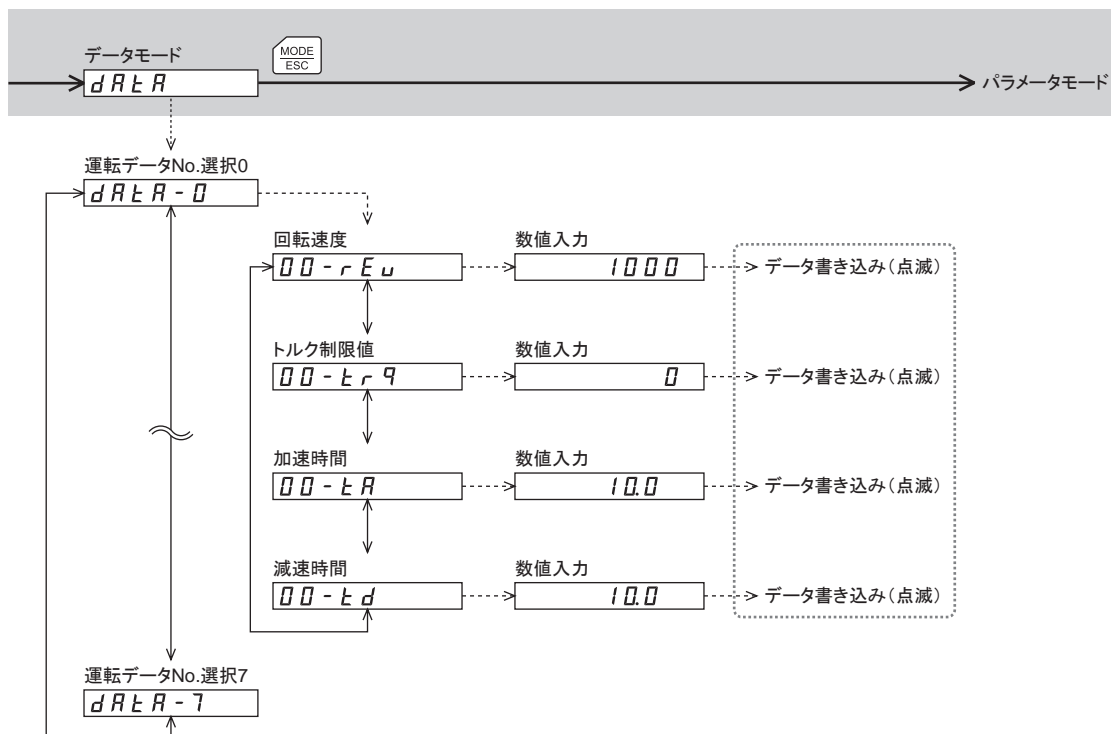 データモード
MODE
ESC
dAtA
パラメータモード
運転データNo.選択0
dAtA-0
回転速度
数値入力
00-rEv
1000
データ書き込み（点滅）
トルク制限値
数値入力
00-trq
0
データ書き込み（点滅）
加速時間
数値入力
00-tA
10.0
データ書き込み（点滅）
減速時間
数値入力
00-td
10.0
データ書き込み（点滅）
運転データNo.選択7
dAtA-7